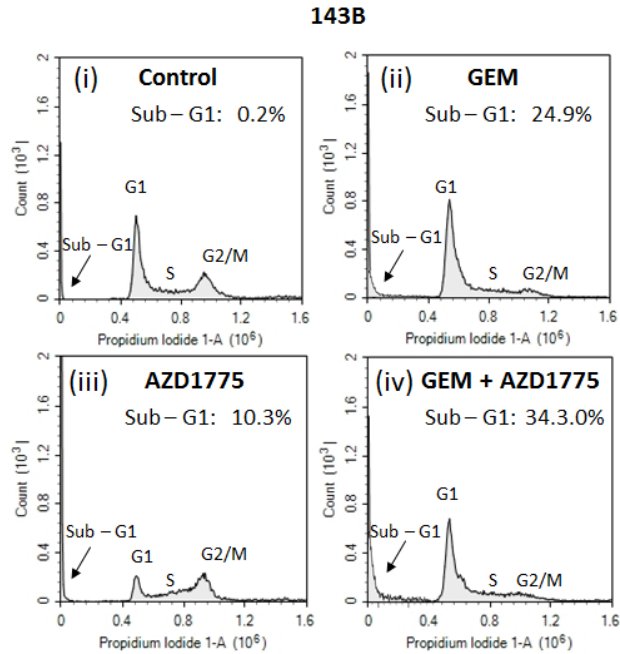 143B
(i) Control
Sub – G1: 0.2%
Count (10³)
2
1.6
1.2
0.8
0.4
0
G1
Sub – G1
S
G2/M
0 0.4 0.8 1.2 1.6
Propidium Iodide 1-A (10⁶)
(ii) GEM
Sub – G1: 24.9%
Count (10³)
2
1.6
1.2
0.8
0.4
0
G1
Sub – G1
S
G2/M
0 0.4 0.8 1.2 1.6
Propidium Iodide 1-A (10⁶)
(iii) AZD1775
Sub – G1: 10.3%
Count (10³)
2
1.6
1.2
0.8
0.4
0
Sub – G1
G1
S
G2/M
0 0.4 0.8 1.2 1.6
Propidium Iodide 1-A (10⁶)
(iv) GEM + AZD1775
Sub – G1: 34.3.0%
Count (10³)
2
1.6
1.2
0.8
0.4
0
G1
Sub – G1
S
G2/M
0 0.4 0.8 1.2 1.6
Propidium Iodide 1-A (10⁶)